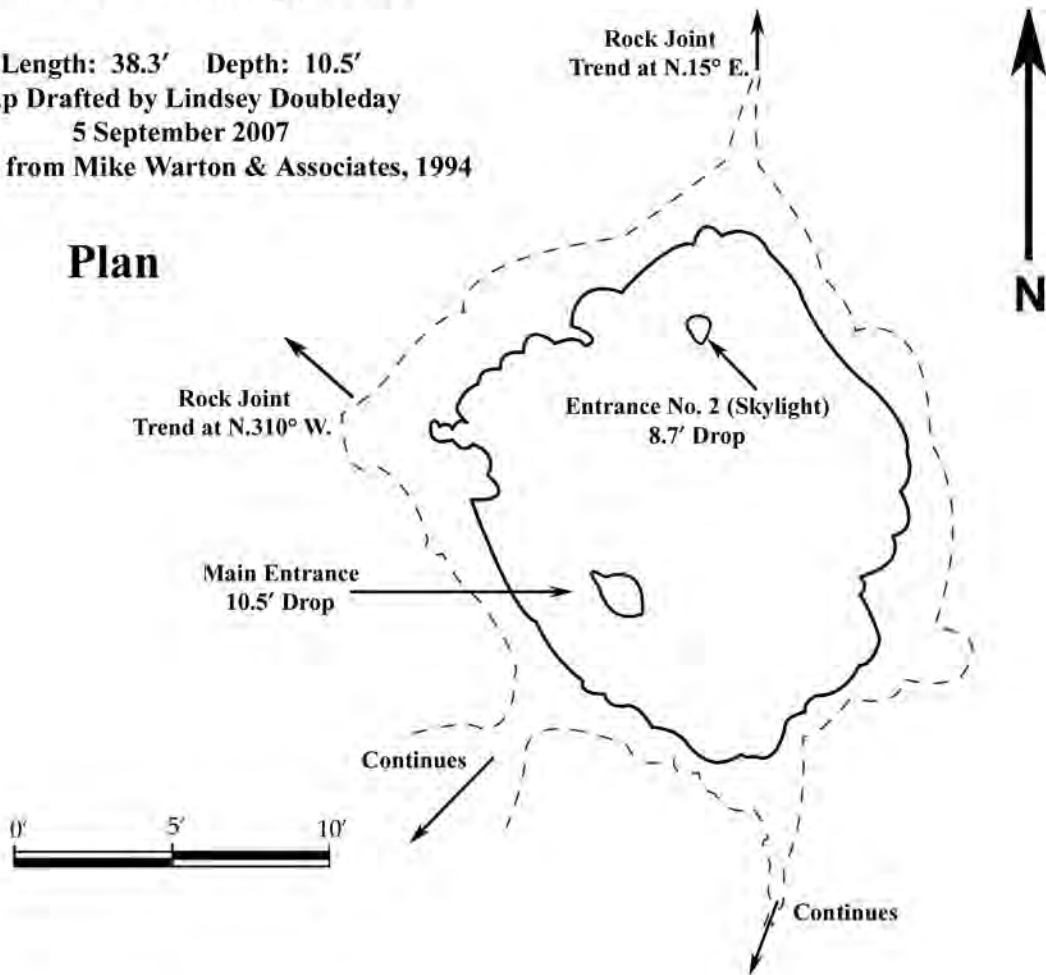 Length: 38.3′ Depth: 10.5′
p Drafted by Lindsey Doubleday
5 September 2007
from Mike Warton & Associates, 1994
Plan
Rock Joint
Trend at N.15° E.
N
Rock Joint
Trend at N.310° W.
Entrance No. 2 (Skylight)
8.7′ Drop
Main Entrance
10.5′ Drop
Continues
0′ 5′ 10′
Continues